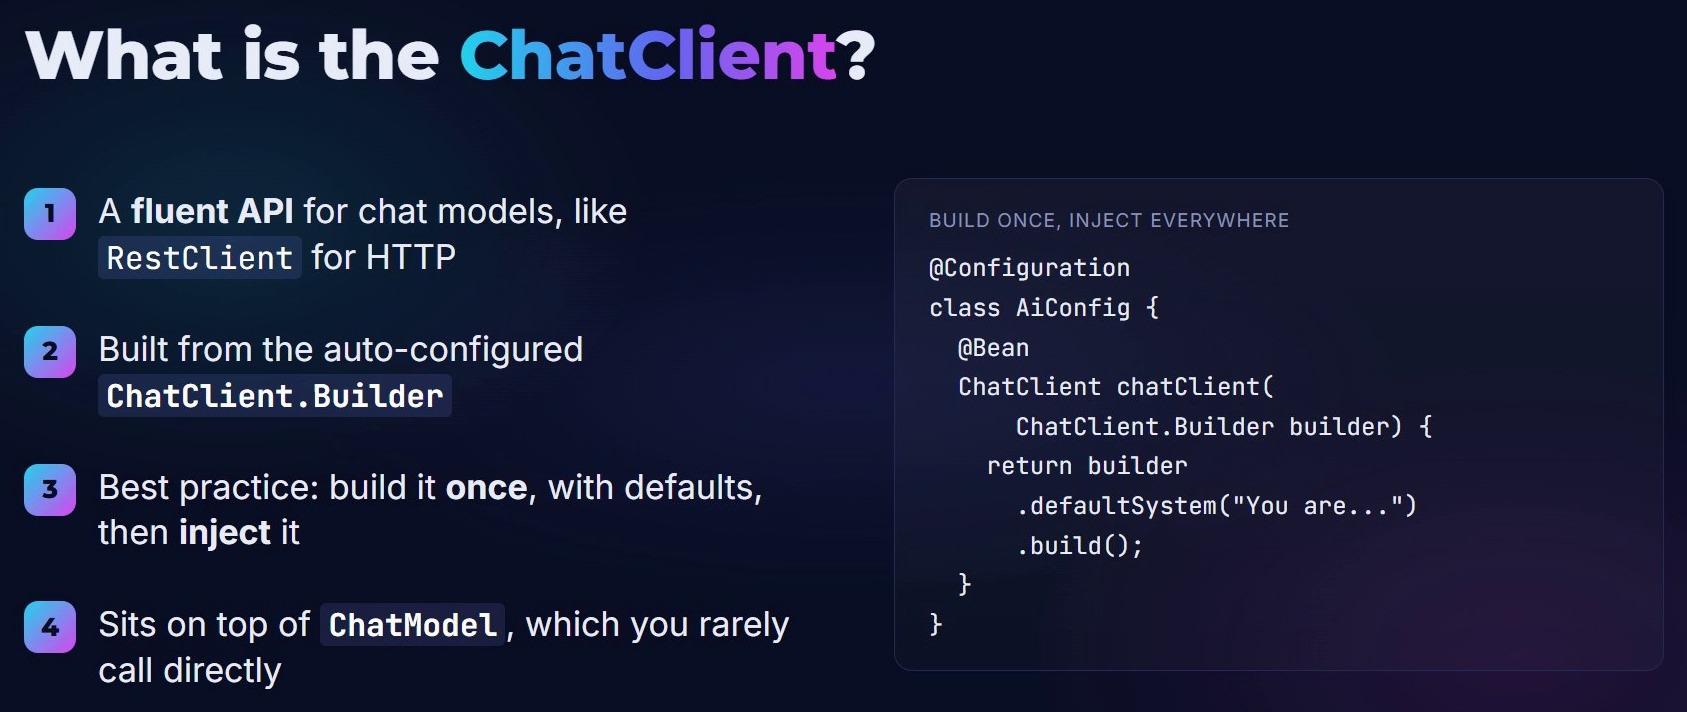 What is the ChatClient?
1
A fluent API for chat models, like
RestClient for HTTP
2
Built from the auto-configured
ChatClient.Builder
3
Best practice: build it once, with defaults,
then inject it
4
Sits on top of ChatModel, which you rarely
call directly
BUILD ONCE, INJECT EVERYWHERE
@Configuration
class AiConfig {
  @Bean
  ChatClient chatClient(
      ChatClient.Builder builder) {
    return builder
      .defaultSystem("You are...")
      .build();
  }
}